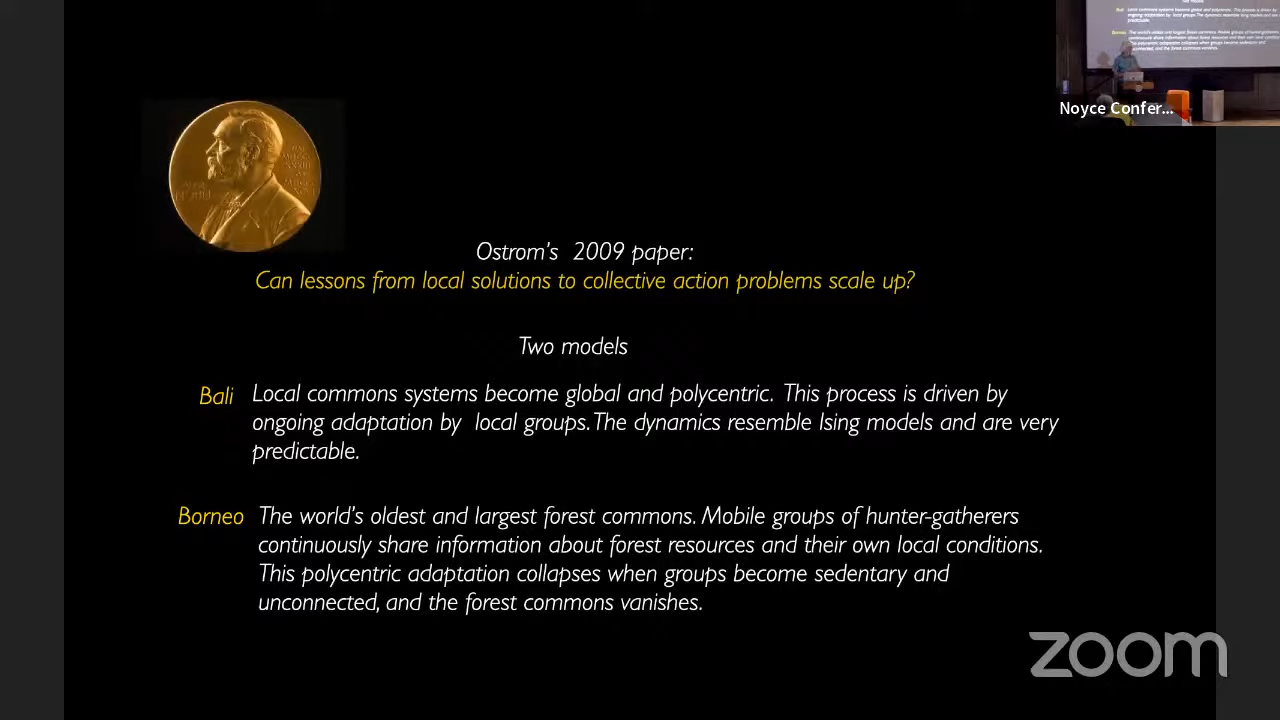 Noyce Confer...
Ostrom's 2009 paper:
Can lessons from local solutions to collective action problems scale up?
Two models
Bali Local commons systems become global and polycentric. This process is driven by
ongoing adaptation by local groups. The dynamics resemble Ising models and are very
predictable.
Borneo The world's oldest and largest forest commons. Mobile groups of hunter-gatherers
continuously share information about forest resources and their own local conditions.
This polycentric adaptation collapses when groups become sedentary and
unconnected, and the forest commons vanishes.
zoom